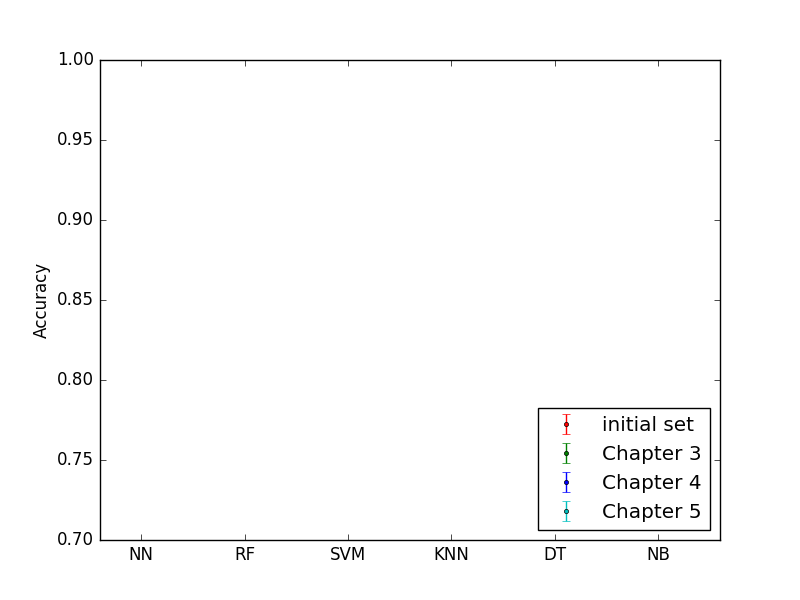 1.00
0.95
0.90
0.85
0.80
0.75
0.70
Accuracy
NN RF SVM KNN DT NB
initial set
Chapter 3
Chapter 4
Chapter 5